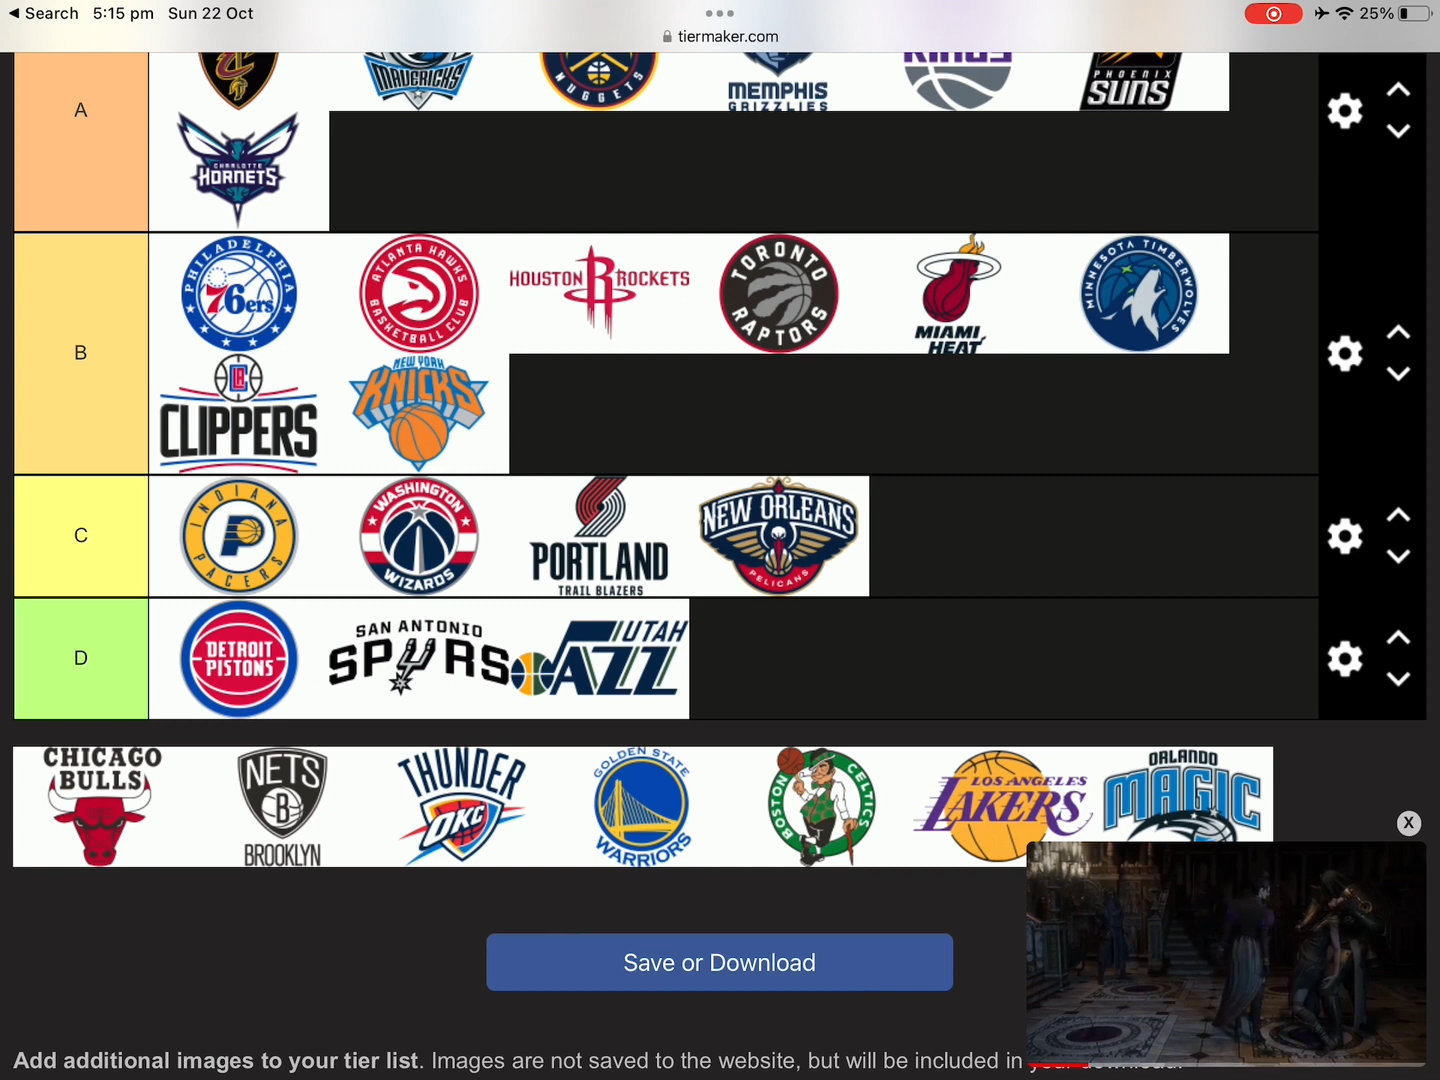 Search 5:15 pm Sun 22 Oct
25%
tiermaker.com
A
MAVERICKS
NUGGETS
MEMPHIS
GRIZZLIES
KINGS
PHOENIX
SUNS
CHARLOTTE
HORNETS
B
PHILADELPHIA
76ers
ATLANTA HAWKS
BASKETBALL CLUB
HOUSTON ROCKETS
TORONTO
RAPTORS
MIAMI
HEAT
MINNESOTA TIMBERWOLVES
LA
CLIPPERS
NEW YORK
KNICKS
C
INDIANA
P
PACERS
WASHINGTON
WIZARDS
PORTLAND
TRAIL BLAZERS
NEW ORLEANS
PELICANS
D
DETROIT
PISTONS
SAN ANTONIO
SPURS
UTAH
JAZZ
CHICAGO
BULLS
NETS
B
BROOKLYN
THUNDER
OKC
GOLDEN STATE
WARRIORS
BOSTON
CELTICS
LOS ANGELES
LAKERS
ORLANDO
MAGIC
X
Save or Download
Add additional images to your tier list. Images are not saved to the website, but will be included in